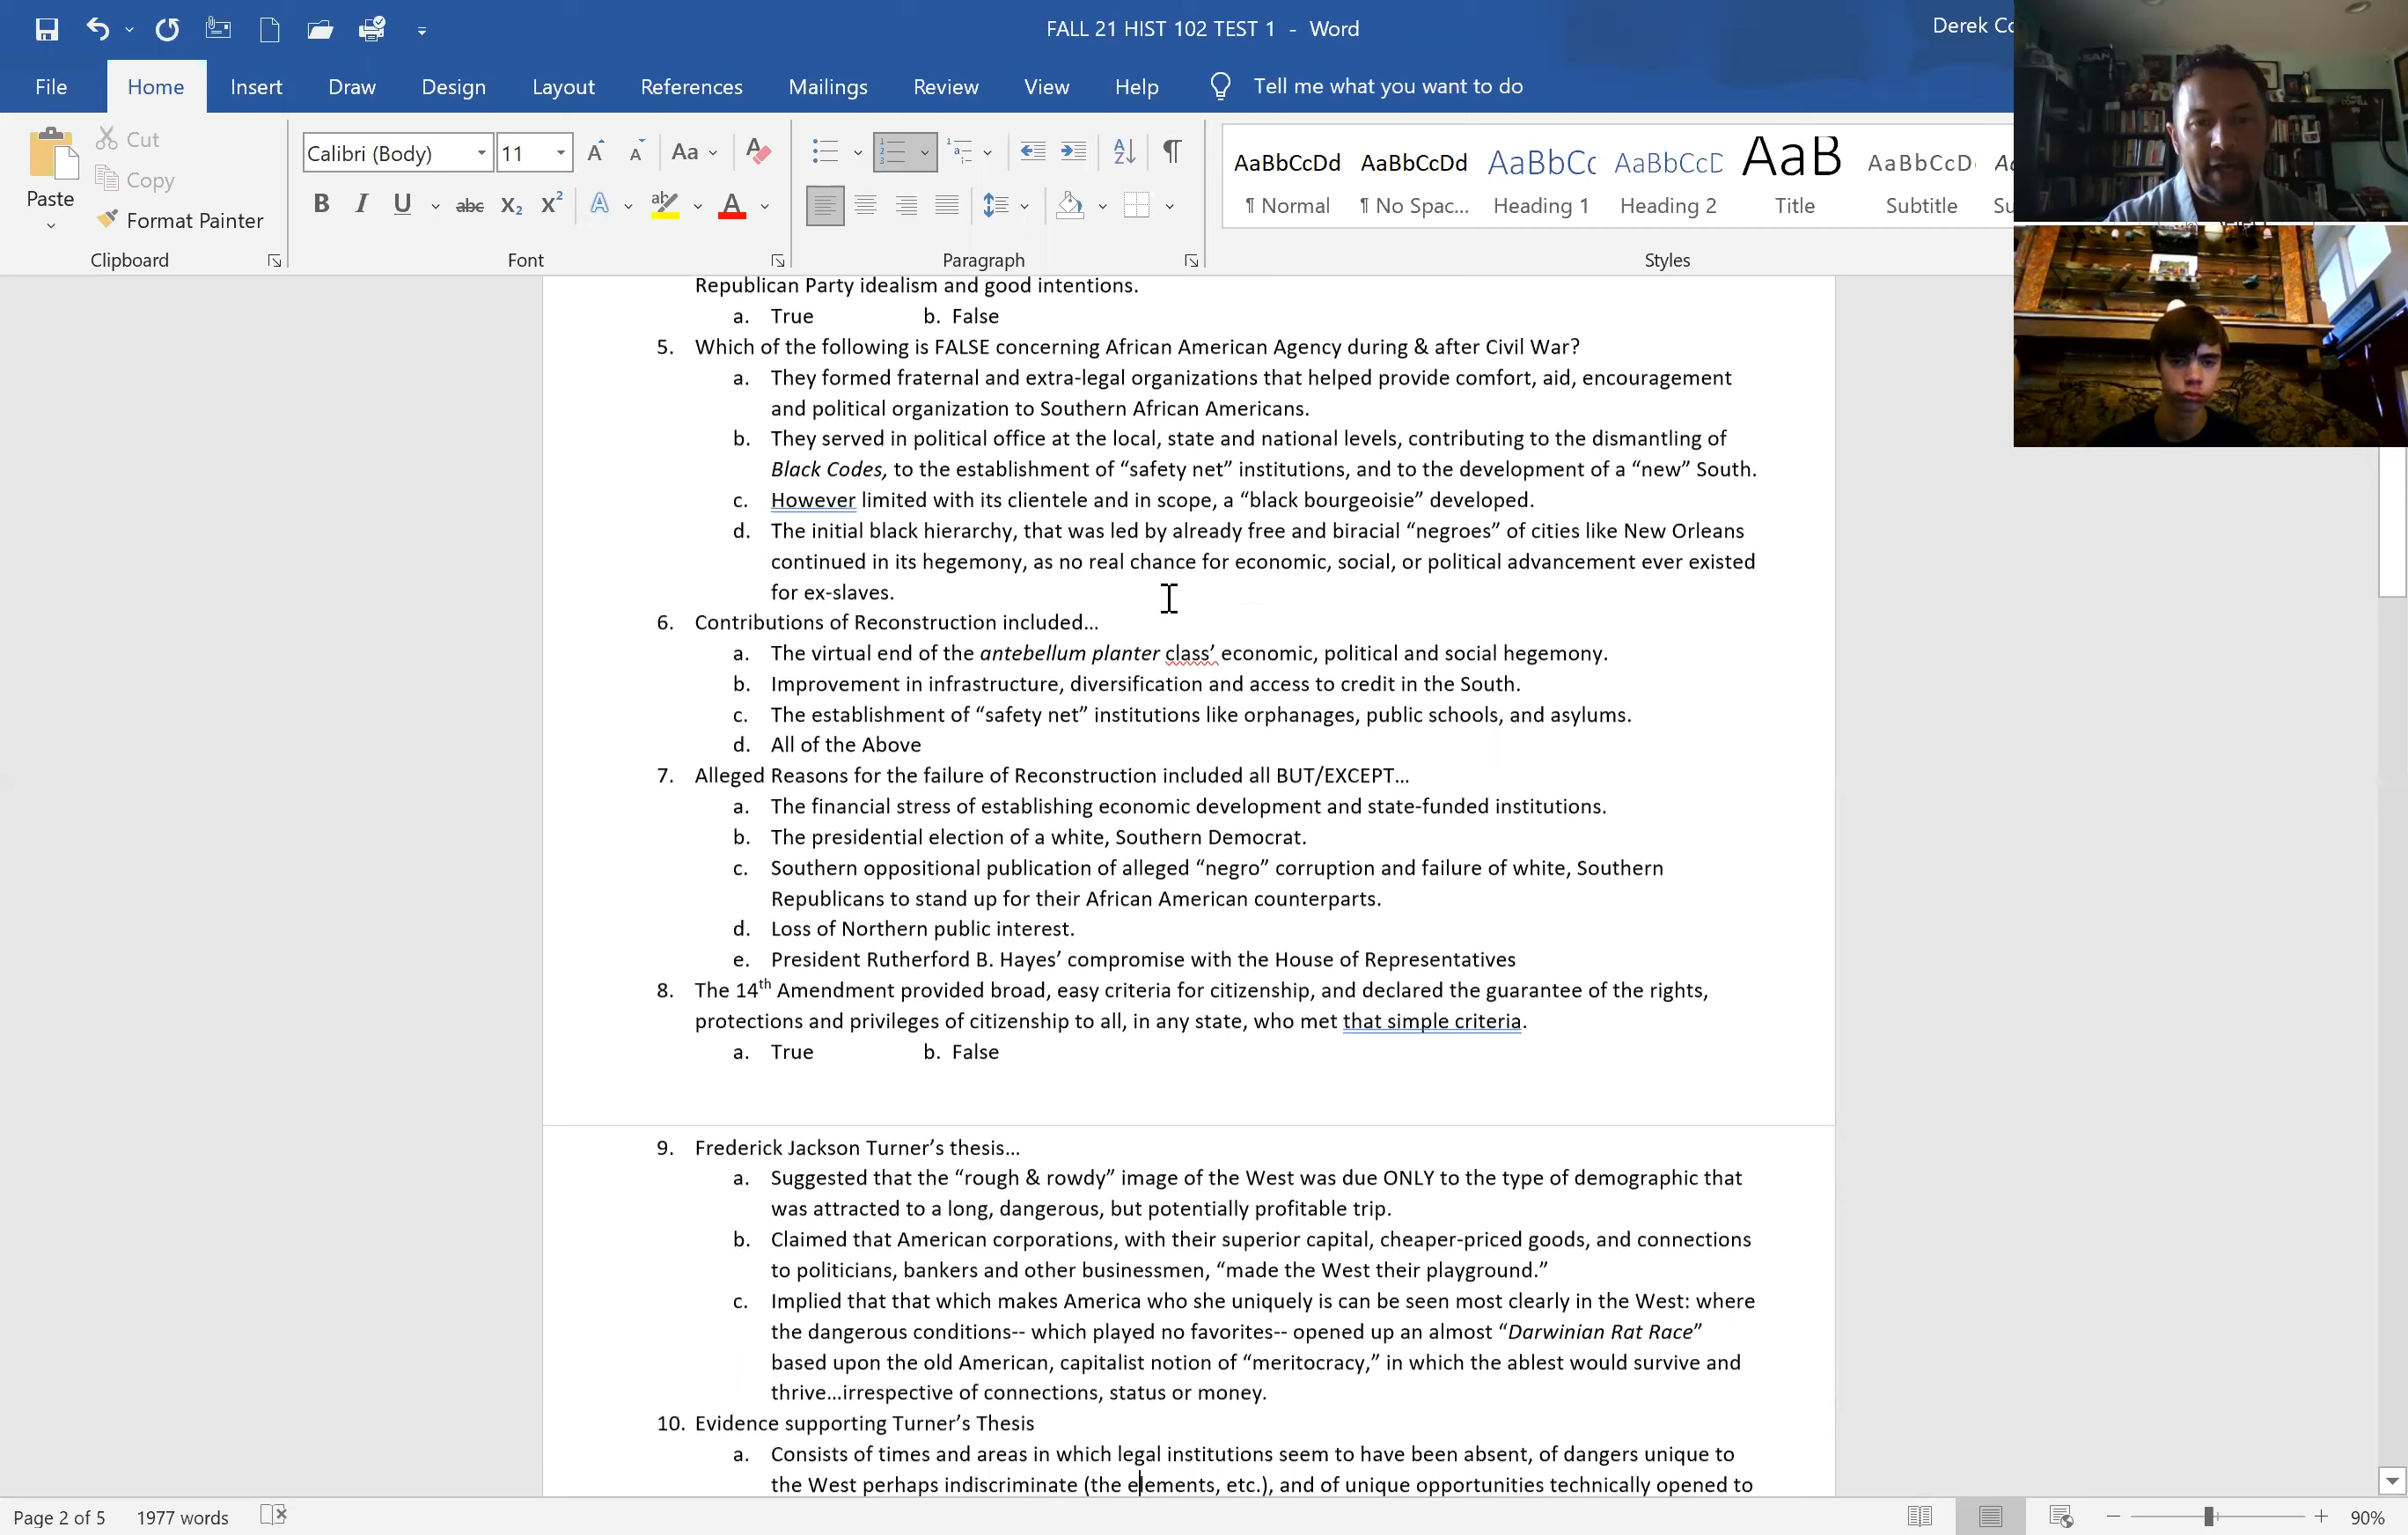 FALL 21 HIST 102 TEST 1 - Word
Derek Co
File Home Insert Draw Design Layout References Mailings Review View Help Tell me what you want to do
Cut
Copy
Paste
Format Painter
Clipboard
Calibri (Body) 11
Font
Paragraph
AaBbCcDd AaBbCcDd AaBbCc AaBbCcD AaB AaBbCcD
¶ Normal ¶ No Spac... Heading 1 Heading 2 Title Subtitle Su
Styles
Republican Party idealism and good intentions.
a. True b. False
5. Which of the following is FALSE concerning African American Agency during & after Civil War?
a. They formed fraternal and extra-legal organizations that helped provide comfort, aid, encouragement
and political organization to Southern African Americans.
b. They served in political office at the local, state and national levels, contributing to the dismantling of
Black Codes, to the establishment of “safety net” institutions, and to the development of a “new” South.
c. However limited with its clientele and in scope, a “black bourgeoisie” developed.
d. The initial black hierarchy, that was led by already free and biracial “negroes” of cities like New Orleans
continued in its hegemony, as no real chance for economic, social, or political advancement ever existed
for ex-slaves.
6. Contributions of Reconstruction included…
a. The virtual end of the antebellum planter class’ economic, political and social hegemony.
b. Improvement in infrastructure, diversification and access to credit in the South.
c. The establishment of “safety net” institutions like orphanages, public schools, and asylums.
d. All of the Above
7. Alleged Reasons for the failure of Reconstruction included all BUT/EXCEPT…
a. The financial stress of establishing economic development and state-funded institutions.
b. The presidential election of a white, Southern Democrat.
c. Southern oppositional publication of alleged “negro” corruption and failure of white, Southern
Republicans to stand up for their African American counterparts.
d. Loss of Northern public interest.
e. President Rutherford B. Hayes’ compromise with the House of Representatives
8. The 14th Amendment provided broad, easy criteria for citizenship, and declared the guarantee of the rights,
protections and privileges of citizenship to all, in any state, who met that simple criteria.
a. True b. False
9. Frederick Jackson Turner’s thesis…
a. Suggested that the “rough & rowdy” image of the West was due ONLY to the type of demographic that
was attracted to a long, dangerous, but potentially profitable trip.
b. Claimed that American corporations, with their superior capital, cheaper-priced goods, and connections
to politicians, bankers and other businessmen, “made the West their playground.”
c. Implied that that which makes America who she uniquely is can be seen most clearly in the West: where
the dangerous conditions-- which played no favorites-- opened up an almost “Darwinian Rat Race”
based upon the old American, capitalist notion of “meritocracy,” in which the ablest would survive and
thrive…irrespective of connections, status or money.
10. Evidence supporting Turner’s Thesis
a. Consists of times and areas in which legal institutions seem to have been absent, of dangers unique to
the West perhaps indiscriminate (the elements, etc.), and of unique opportunities technically opened to
Page 2 of 5 1977 words 90%